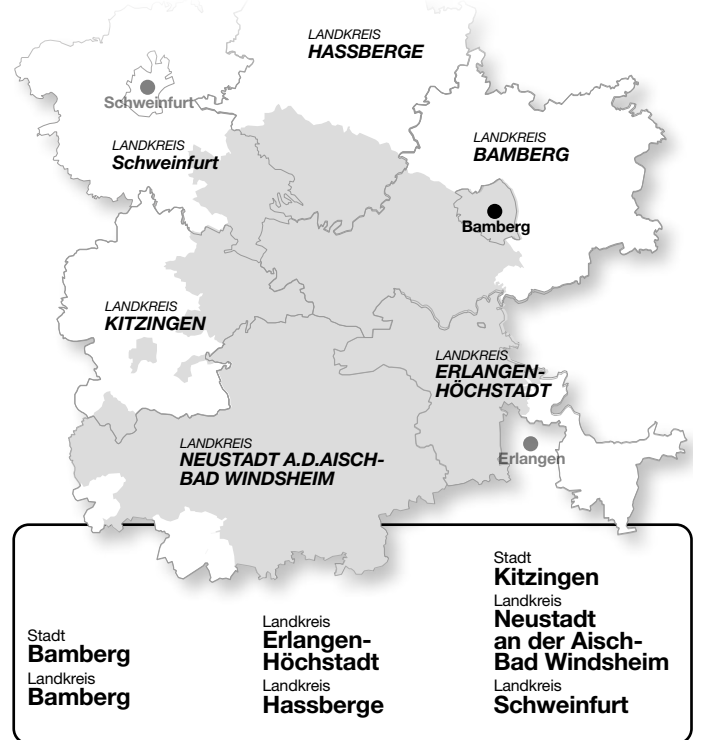 LANDKREIS
HASSBERGE
Schweinfurt
LANDKREIS
Schweinfurt
LANDKREIS
BAMBERG
Bamberg
LANDKREIS
KITZINGEN
LANDKREIS
ERLANGEN-
HÖCHSTADT
LANDKREIS
NEUSTADT A.D.AISCH-
BAD WINDSHEIM
Erlangen
Stadt
Bamberg
Landkreis
Bamberg
Landkreis
Erlangen-
Höchstadt
Landkreis
Hassberge
Stadt
Kitzingen
Landkreis
Neustadt
an der Aisch-
Bad Windsheim
Landkreis
Schweinfurt